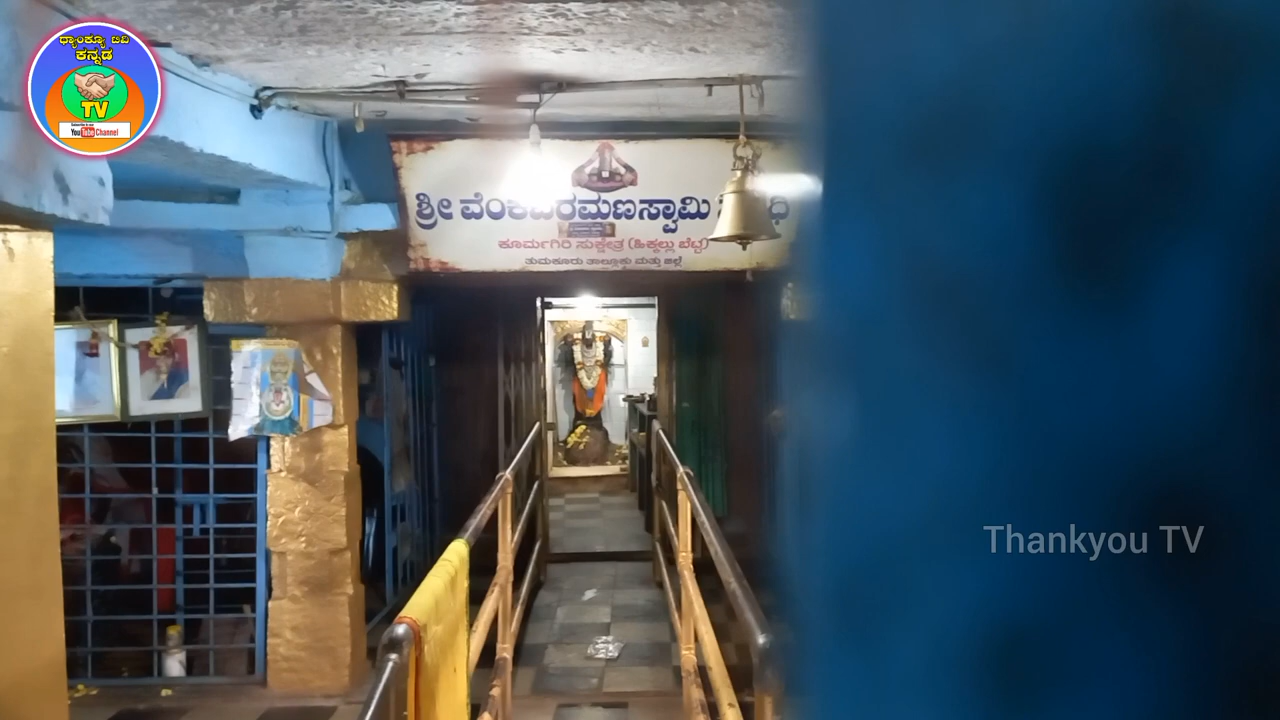 ಥ್ಯಾಂಕ್ಯೂ ಟಿವಿ
ಕನ್ನಡ
TV
YouTube Channel
ಶ್ರೀ ವೆಂಕಟರಮಣಸ್ವಾಮಿ
ಕೂರ್ಮಗಿರಿ ಸುಕ್ಷೇತ್ರ (ಹಿಕ್ಕಲ್ಲು ಬೆಟ್ಟ)
ತುಮಕೂರು ತಾಲ್ಲೂಕು ಮತ್ತು ಜಿಲ್ಲೆ
Thankyou TV